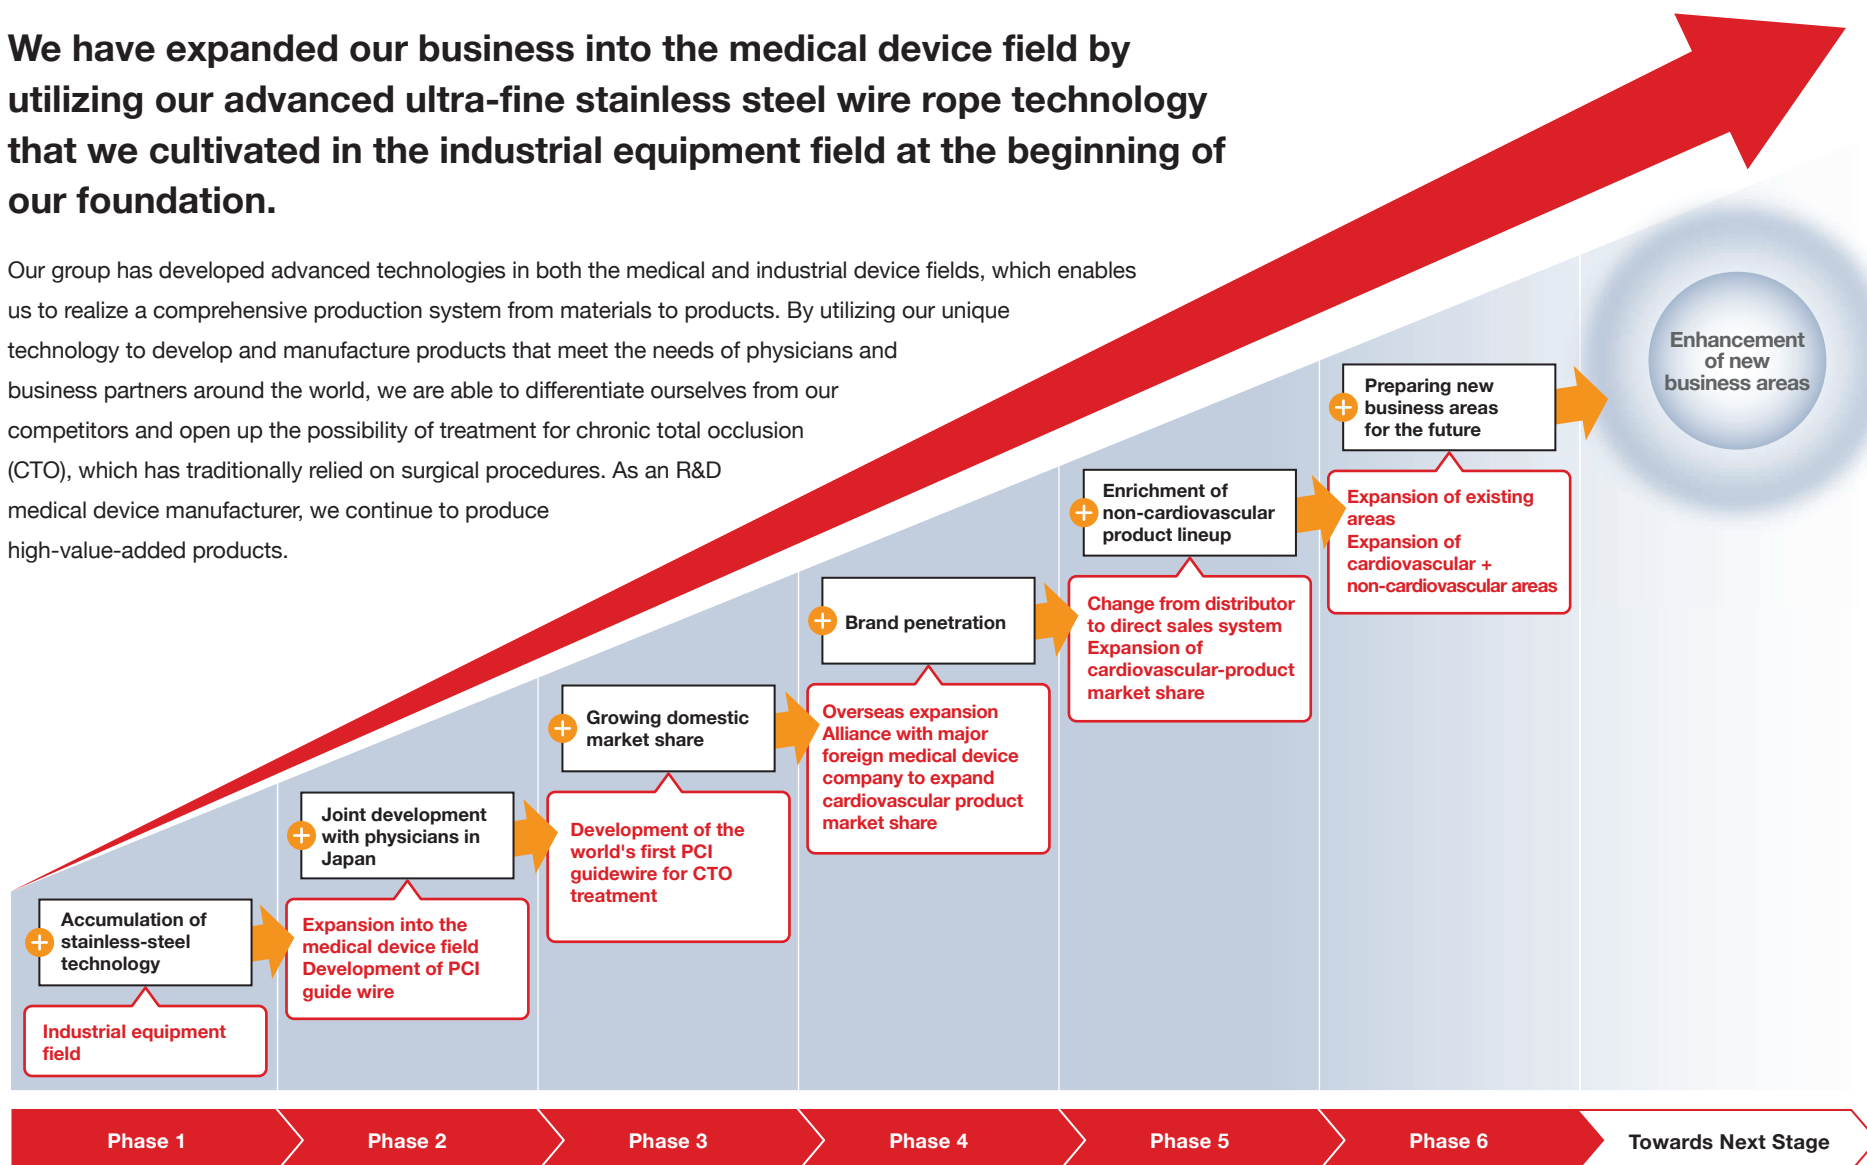 We have expanded our business into the medical device field by
utilizing our advanced ultra-fine stainless steel wire rope technology
that we cultivated in the industrial equipment field at the beginning of
our foundation.
Our group has developed advanced technologies in both the medical and industrial device fields, which enables
us to realize a comprehensive production system from materials to products. By utilizing our unique
technology to develop and manufacture products that meet the needs of physicians and
business partners around the world, we are able to differentiate ourselves from our
competitors and open up the possibility of treatment for chronic total occlusion
(CTO), which has traditionally relied on surgical procedures. As an R&D
medical device manufacturer, we continue to produce
high-value-added products.
Accumulation of
stainless-steel
technology
Industrial equipment
field
Joint development
with physicians in
Japan
Expansion into the
medical device field
Development of PCI
guide wire
Growing domestic
market share
Development of the
world's first PCI
guidewire for CTO
treatment
Brand penetration
Overseas expansion
Alliance with major
foreign medical device
company to expand
cardiovascular product
market share
Enrichment of
non-cardiovascular
product lineup
Change from distributor
to direct sales system
Expansion of
cardiovascular-product
market share
Preparing new
business areas
for the future
Expansion of existing
areas
Expansion of
cardiovascular +
non-cardiovascular areas
Enhancement
of new
business areas
Phase 1
Phase 2
Phase 3
Phase 4
Phase 5
Phase 6
Towards Next Stage